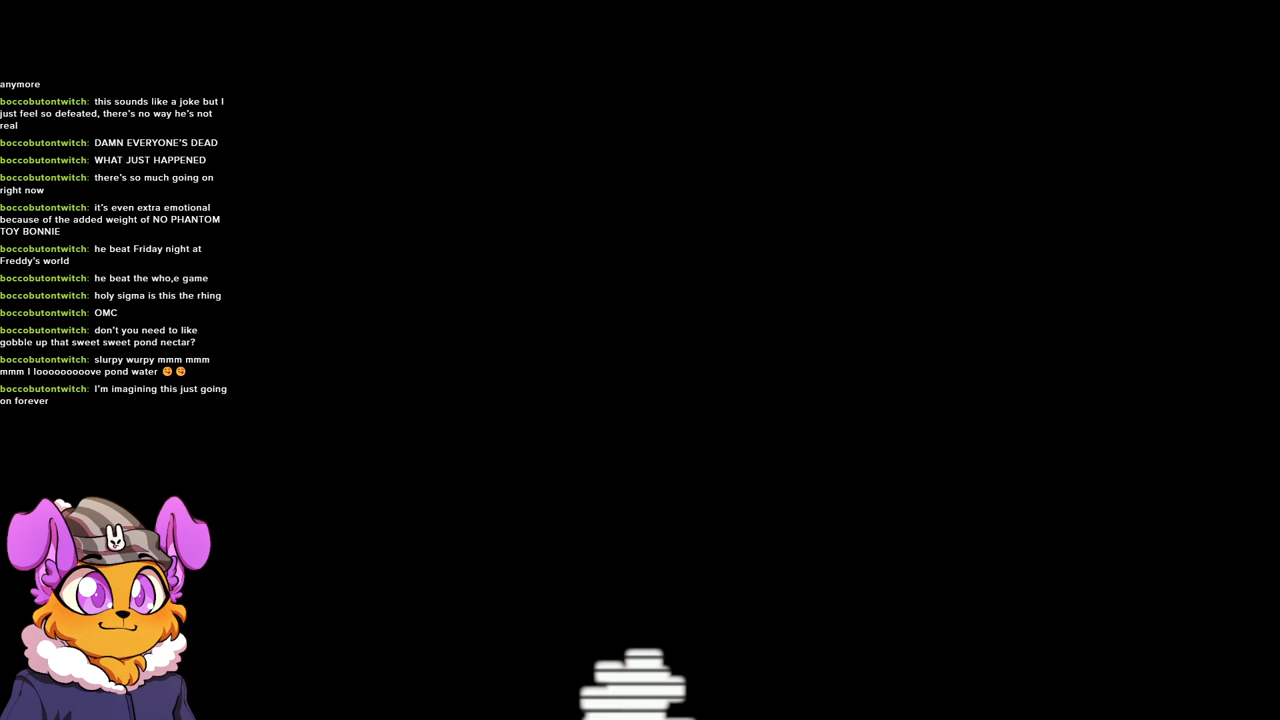 anymore
boccobutontwitch: this sounds like a joke but I
just feel so defeated, there's no way he's not
real
boccobutontwitch: DAMN EVERYONE'S DEAD
boccobutontwitch: WHAT JUST HAPPENED
boccobutontwitch: there's so much going on
right now
boccobutontwitch: it's even extra emotional
because of the added weight of NO PHANTOM
TOY BONNIE
boccobutontwitch: he beat Friday night at
Freddy's world
boccobutontwitch: he beat the who,e game
boccobutontwitch: holy sigma is this the rhing
boccobutontwitch: OMC
boccobutontwitch: don't you need to like
gobble up that sweet sweet pond nectar?
boccobutontwitch: slurpy wurpy mmm mmm
mmm I looooooooove pond water 😋 😋
boccobutontwitch: I'm imagining this just going
on forever